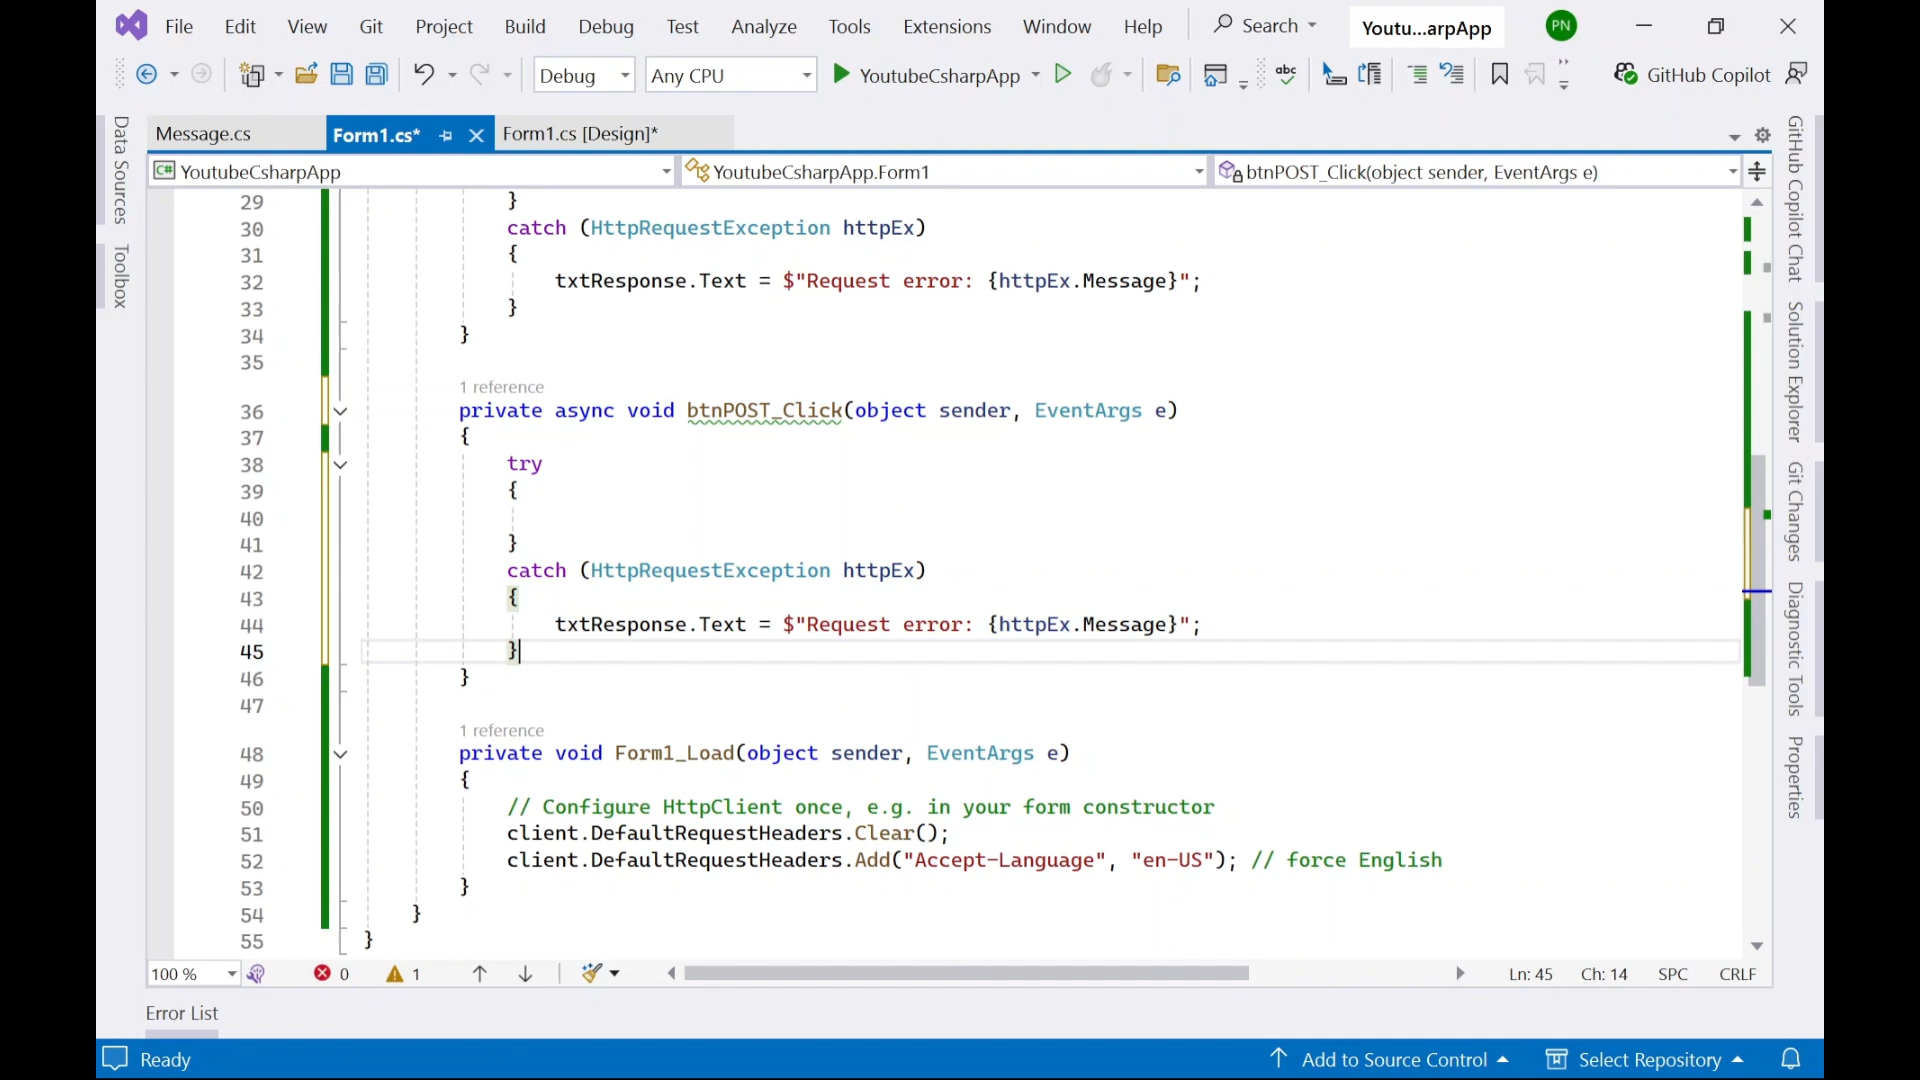 File Edit View Git Project Build Debug Test Analyze Tools Extensions Window Help Search Youtu...arpApp PN
Debug Any CPU YoutubeCsharpApp abc GitHub Copilot
Message.cs Form1.cs* Form1.cs [Design]*
C# YoutubeCsharpApp YoutubeCsharpApp.Form1 btnPOST_Click(object sender, EventArgs e)
Data Sources
Toolbox
29 }
30 catch (HttpRequestException httpEx)
31 {
32 txtResponse.Text = $"Request error: {httpEx.Message}";
33 }
34 }
35
1 reference
36 private async void btnPOST_Click(object sender, EventArgs e)
37 {
38 try
39 {
40
41 }
42 catch (HttpRequestException httpEx)
43 {
44 txtResponse.Text = $"Request error: {httpEx.Message}";
45 }
46 }
47
1 reference
48 private void Form1_Load(object sender, EventArgs e)
49 {
50 // Configure HttpClient once, e.g. in your form constructor
51 client.DefaultRequestHeaders.Clear();
52 client.DefaultRequestHeaders.Add("Accept-Language", "en-US"); // force English
53 }
54 }
55 }
GitHub Copilot Chat
Solution Explorer
Git Changes
Diagnostic Tools
Properties
100 % 0 1 Ln: 45 Ch: 14 SPC CRLF
Error List
Ready Add to Source Control Select Repository